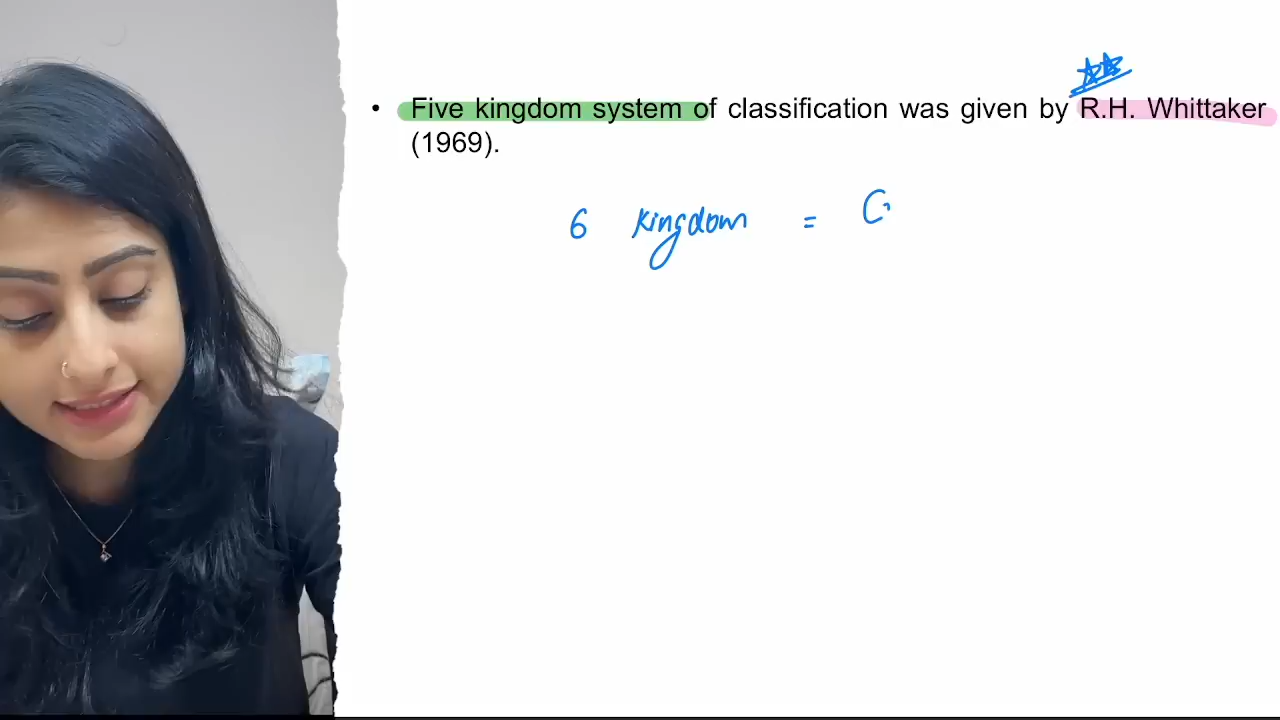 • Five kingdom system of classification was given by R.H. Whittaker
(1969).
6 kingdom = C